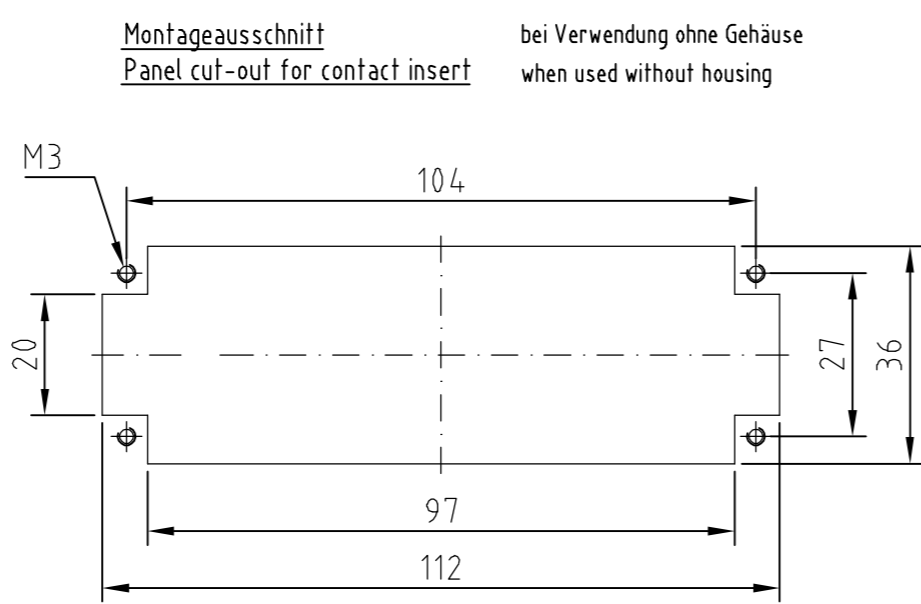 Montageausschnitt
Panel cut-out for contact insert
bei Verwendung ohne Gehäuse
when used without housing
M3
104
20
27
36
97
112